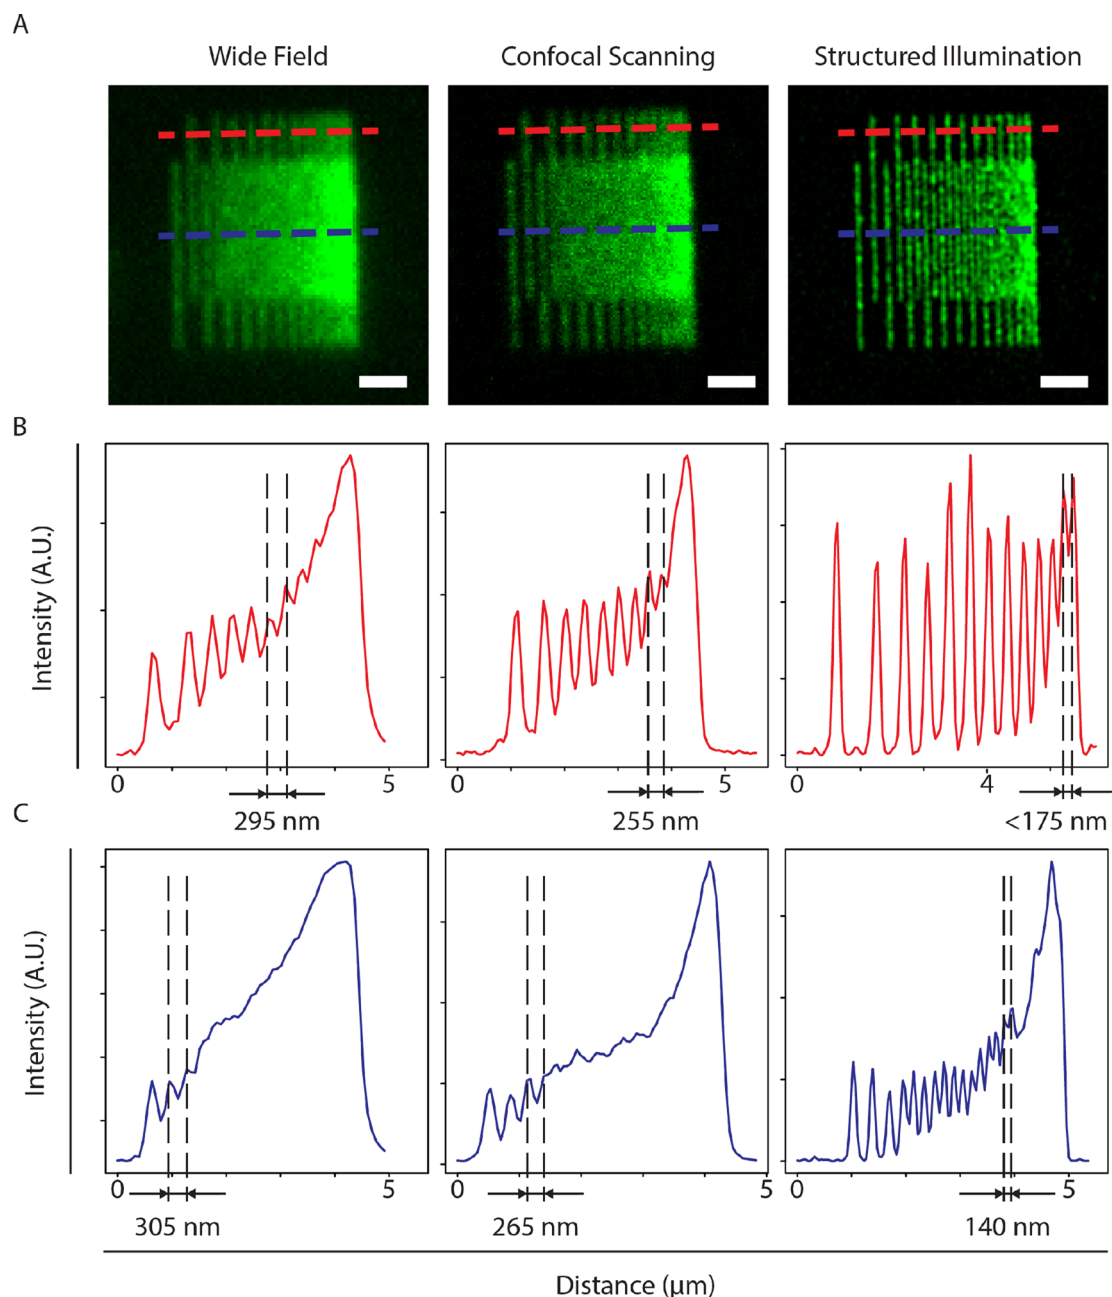 A
Wide Field
Confocal Scanning
Structured Illumination
B
Intensity (A.U.)
0
5
0
5
0
4
295 nm
255 nm
<175 nm
C
Intensity (A.U.)
0
5
0
5
0
5
305 nm
265 nm
140 nm
Distance (μm)